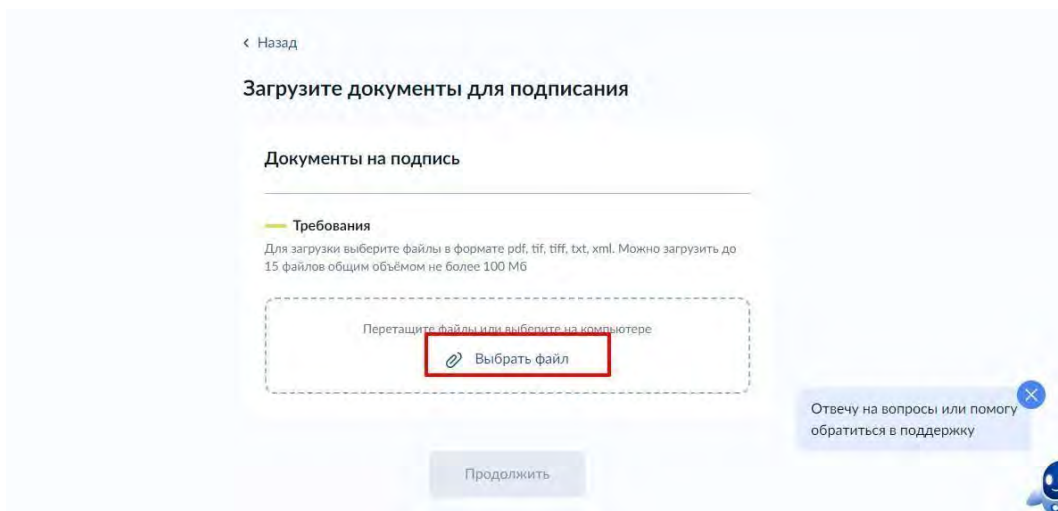 Назад
Загрузите документы для подписания
Документы на подпись
Требования
Для загрузки выберите файлы в формате pdf, tif, tiff, txt, xml. Можно загрузить до
15 файлов общим объёмом не более 100 Мб
Перетащите файлы или выберите на компьютере
Выбрать файл
Отвечу на вопросы или помогу
обратиться в поддержку
Продолжить